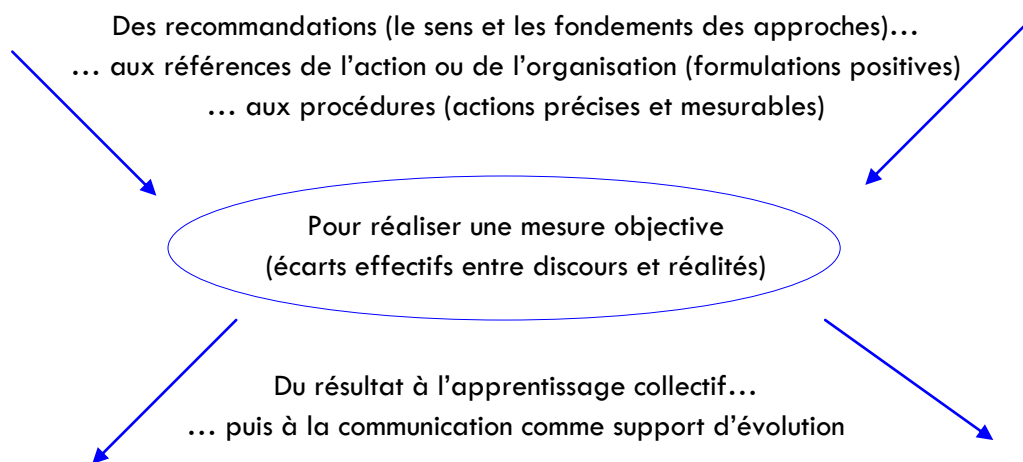 Des recommandations (le sens et les fondements des approches)…
… aux références de l’action ou de l’organisation (formulations positives)
… aux procédures (actions précises et mesurables)
Pour réaliser une mesure objective
(écarts effectifs entre discours et réalités)
Du résultat à l’apprentissage collectif…
… puis à la communication comme support d’évolution